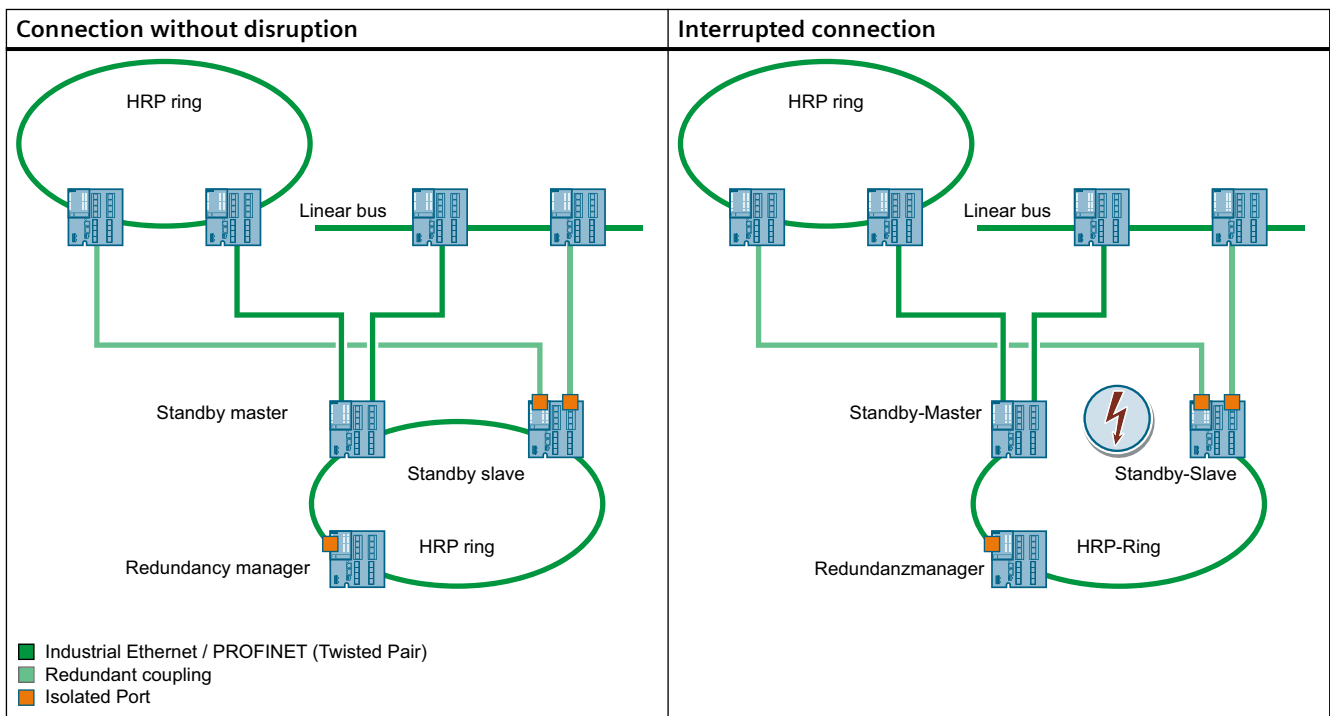 Connection without disruption
Interrupted connection
HRP ring
Linear bus
Standby master
Standby slave
HRP ring
Redundancy manager
Industrial Ethernet / PROFINET (Twisted Pair)
Redundant coupling
Isolated Port
HRP ring
Linear bus
Standby-Master
Standby-Slave
HRP-Ring
Redundanzmanager